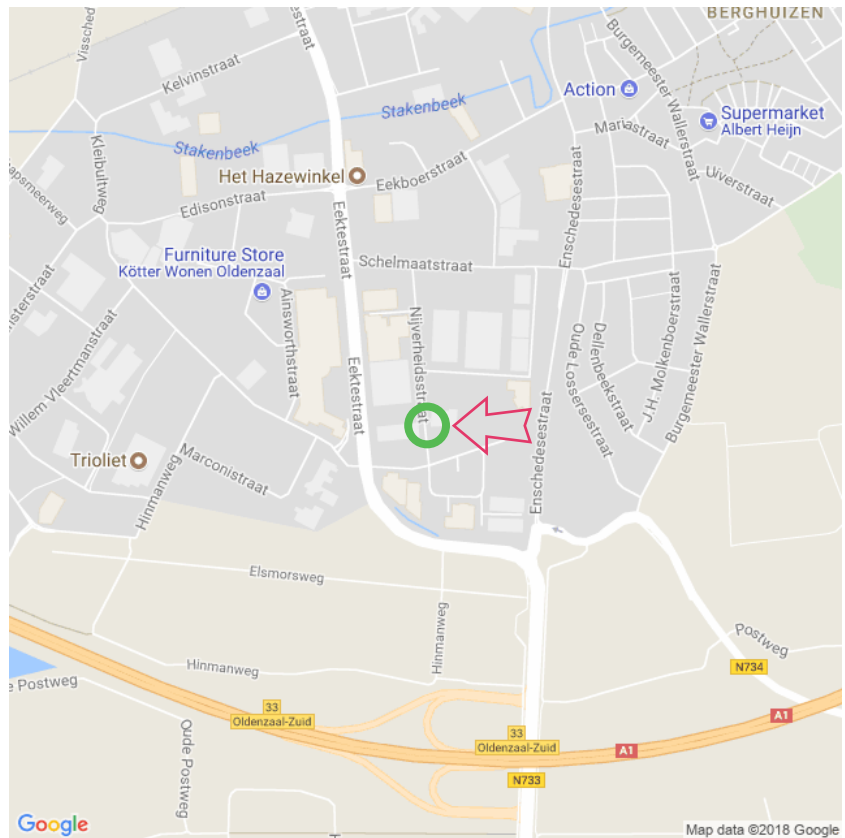 BERGHUIZEN
Kelvinstraat
Burgemeester Wallerstraat
Action
Stakenbeek
Supermarket
Albert Heijn
Mariastraat
Kleibultweg
Stakenbeek
Het Hazewinkel
Eekboerstraat
Uiverstraat
Edisonstraat
Eektestraat
Enschedesestraat
Furniture Store
Kötter Wonen Oldenzaal
Schelmaatstraat
Ainsworthstraat
Nijverheidsstraat
J.H. Molkenboerstraat
Burgemeester Wallerstraat
Dellenbeekstraat
Oude Lossersestraat
Willem Vleertmanstraat
Eektestraat
Enschedesestraat
Trioliet
Marconistraat
Hinmanweg
Elsmorsweg
Hinmanweg
Postweg
Hinmanweg
N734
Postweg
33
Oldenzaal-Zuid
A1
Oude Postweg
33
Oldenzaal-Zuid
A1
N733
Google
Map data ©2018 Google